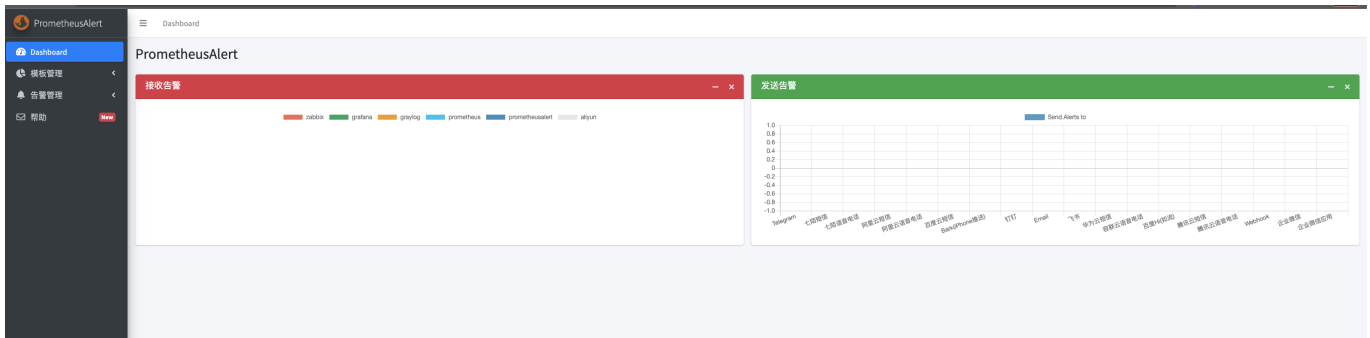 PrometheusAlert
Dashboard
Dashboard
模板管理
告警管理
帮助
New
PrometheusAlert
接收告警
zabbix grafana graylog prometheus prometheusalert aliyun
发送告警
Send Alerts to
1.0
0.8
0.6
0.4
0.2
0
-0.2
-0.4
-0.6
-0.8
-1.0
Telegram
七陌短信
七陌语音电话
阿里云短信
阿里云语音电话
百度云短信
Bark(iPhone推送)
钉钉
Email
飞书
华为云短信
容联云语音电话
百度Hi(如流)
腾讯云短信
腾讯云语音电话
Webhook
企业微信
企业微信应用